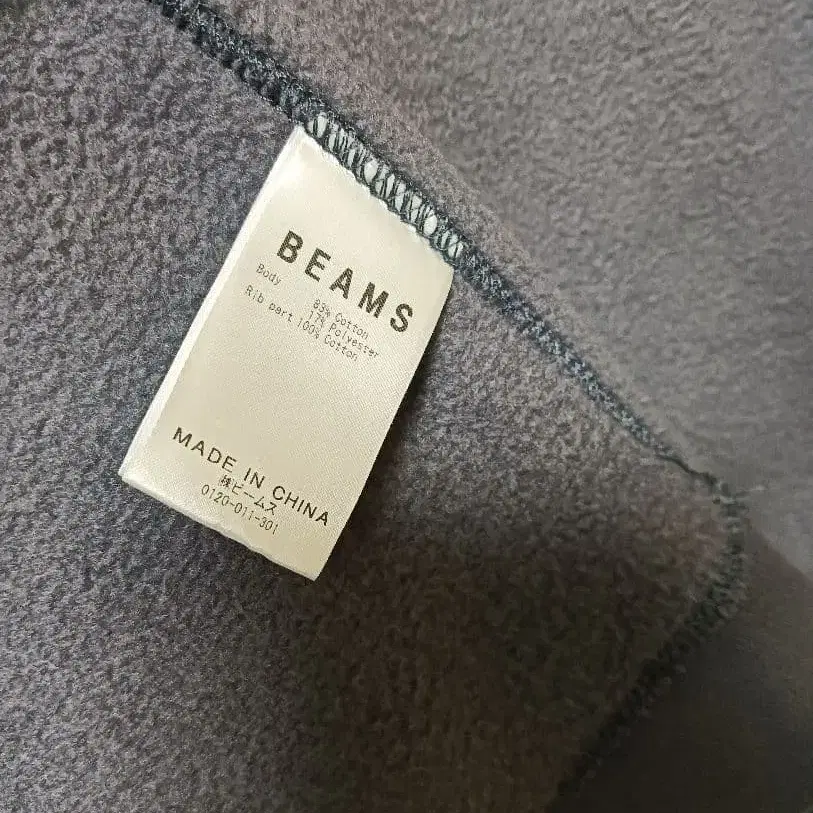 BEAMS
Body 83% Cotton
17% Polyester
Rib part 100% Cotton
MADE IN CHINA
㈱ビームス
0120-011-301